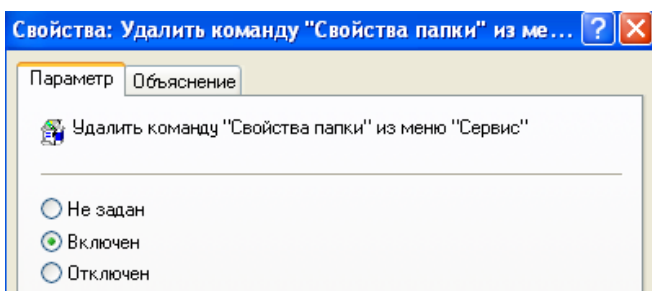 Свойства: Удалить команду "Свойства папки" из ме...
Параметр Объяснение
Удалить команду "Свойства папки" из меню "Сервис"
Не задан
Включен
Отключен